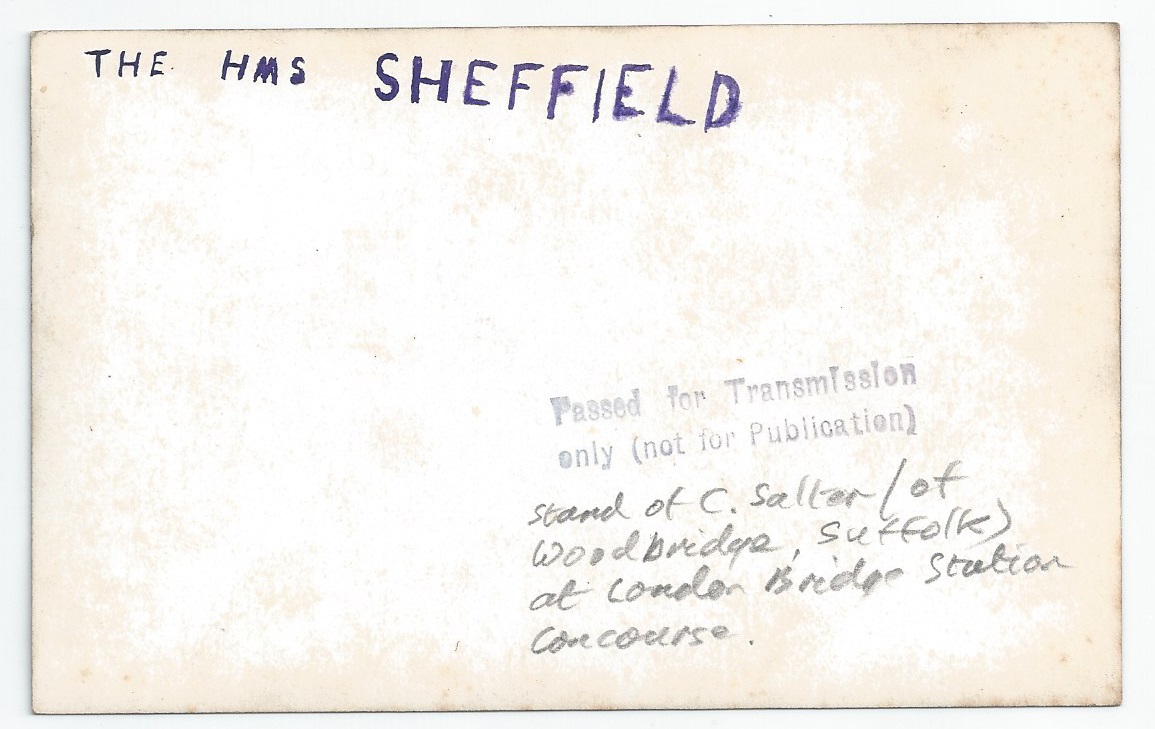 THE HMS SHEFFIELD
Passed for Transmission
only (not for Publication)
stand of C. Salter (of
Woodbridge, Suffolk)
at London Bridge Station
Concourse.